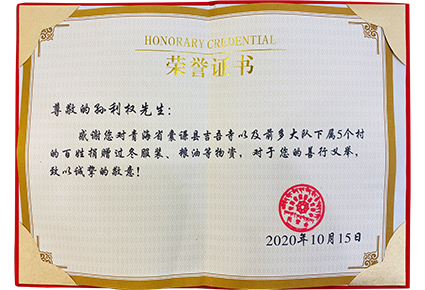 HONORARY CREDENTIAL
荣誉证书
尊敬的孙利权先生：
感谢您对青海省囊谦县吉吾寺以及前多大队下属5个村
的百姓捐赠过冬服装、粮油等物资，对于您的善行义举，
致以诚挚的敬意！
2020年10月15日